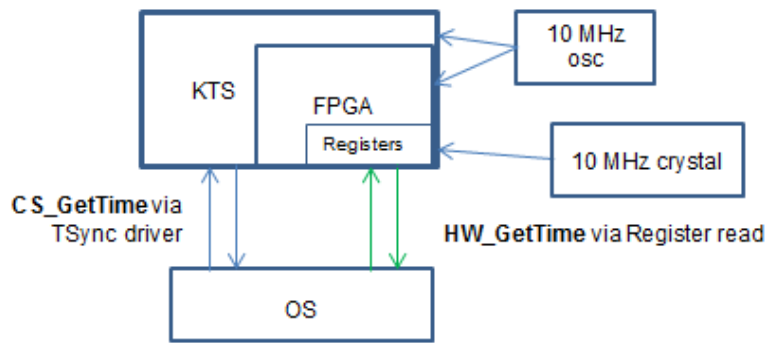 10 MHz
osc
KTS
FPGA
Registers
10 MHz crystal
CS_GetTime via
TSync driver
HW_GetTime via Register read
OS